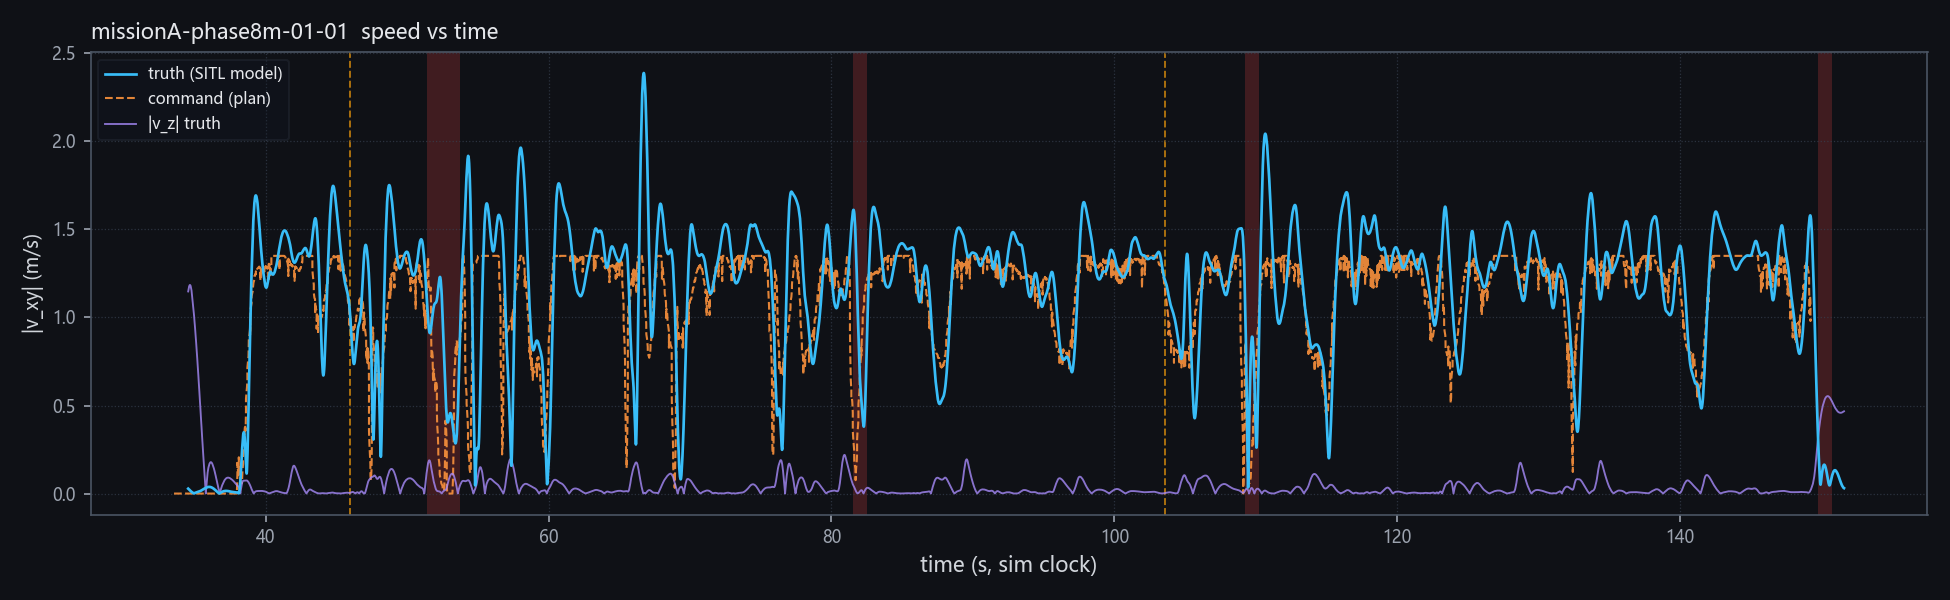 missionA-phase8m-01-01  speed vs time
2.5
2.0
1.5
1.0
0.5
0.0
|v_xy| (m/s)
truth (SITL model)
command (plan)
|v_z| truth
40
60
80
100
120
140
time (s, sim clock)